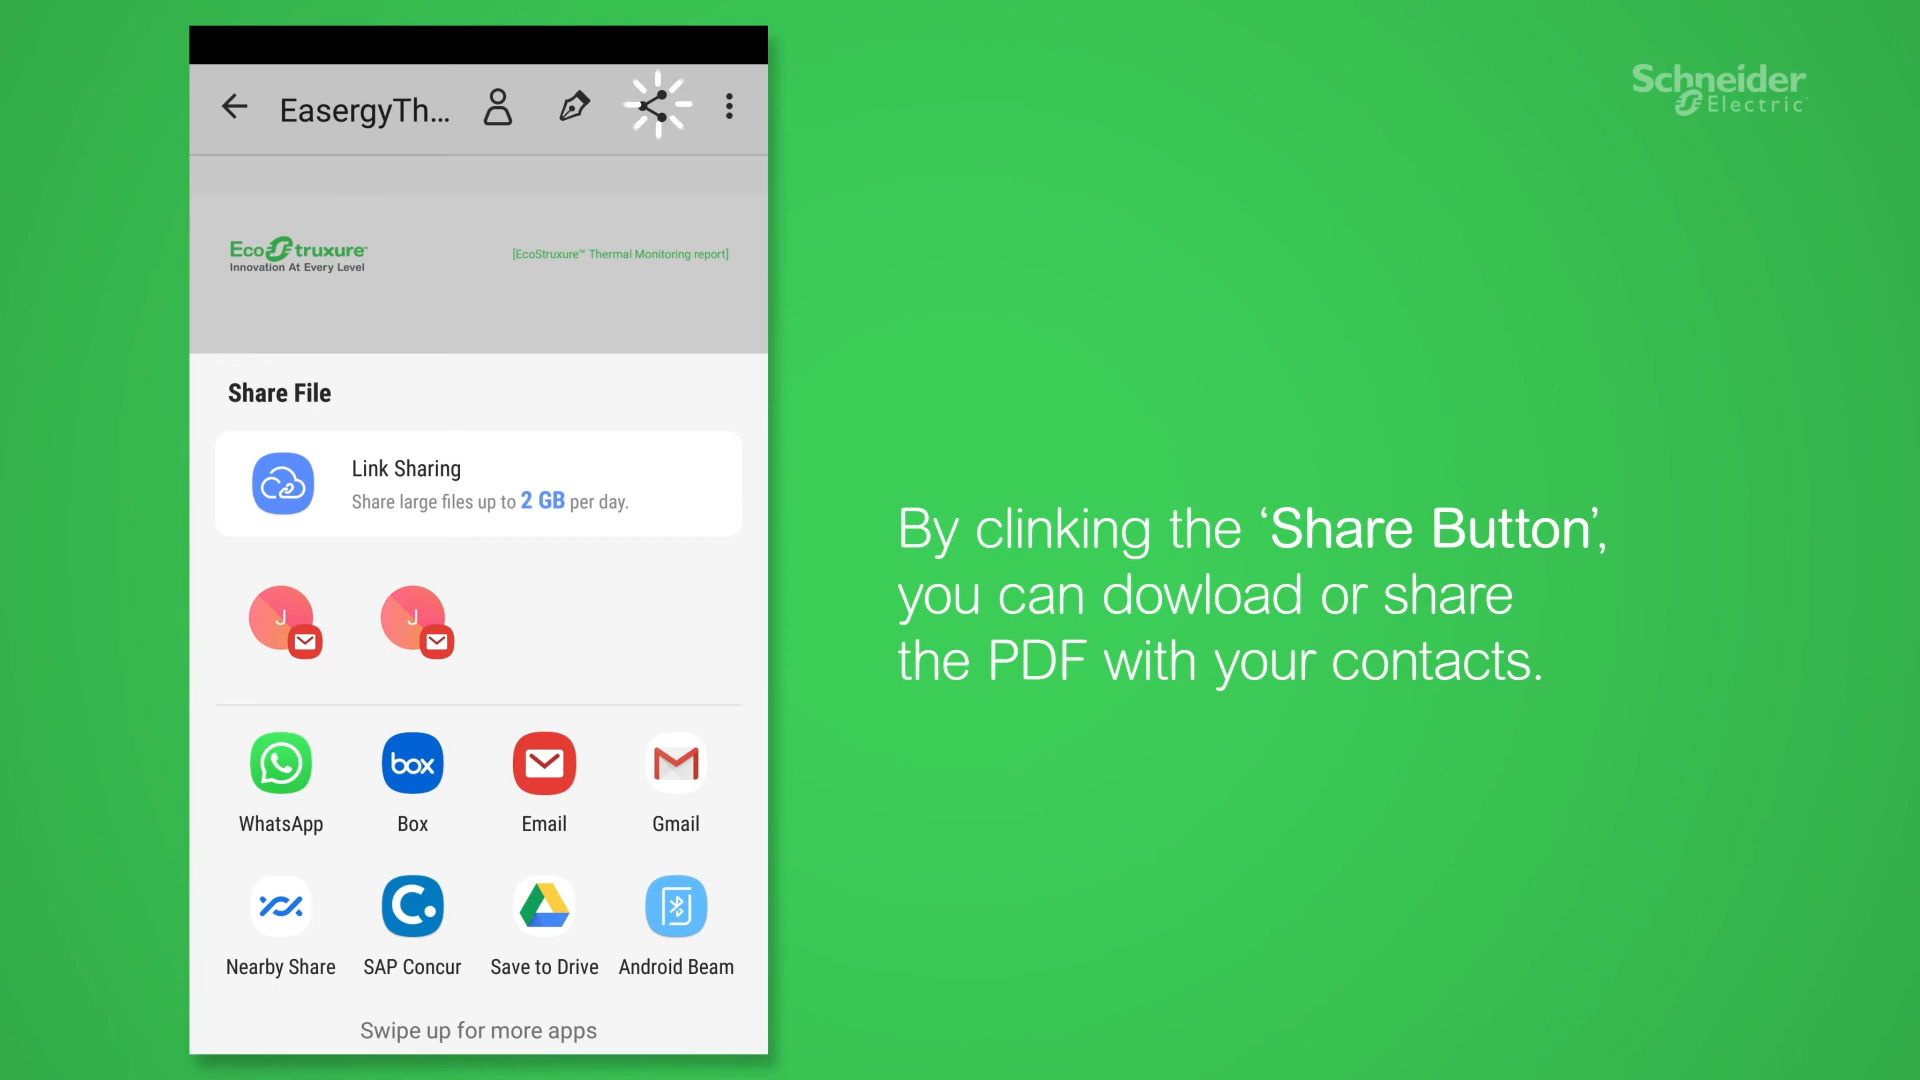 EasergyTh...
EcoStruxure™
Innovation At Every Level
[EcoStruxure™ Thermal Monitoring report]
Share File
Link Sharing
Share large files up to 2 GB per day.
J
J
WhatsApp
box
Box
Email
Gmail
Nearby Share
SAP Concur
Save to Drive
Android Beam
Swipe up for more apps
Schneider
Electric
By clinking the ‘Share Button’,
you can dowload or share
the PDF with your contacts.